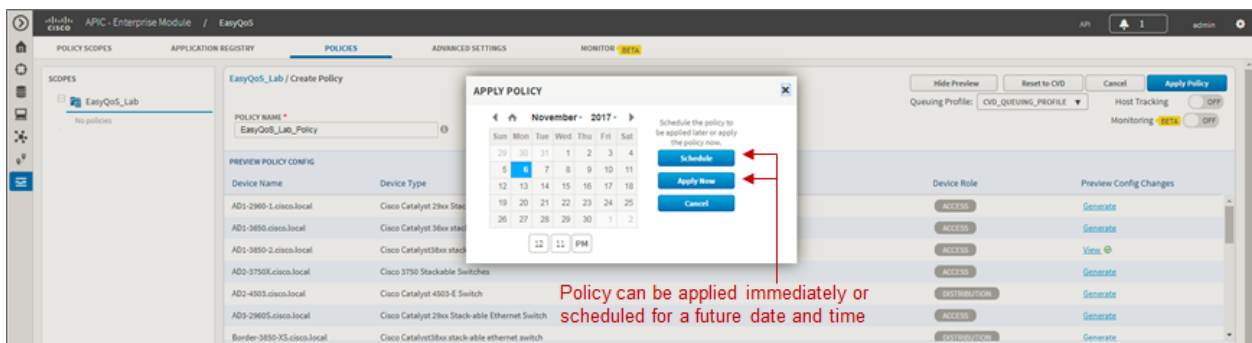 cisco APIC - Enterprise Module / EasyQoS API 1 admin
POLICY SCOPES APPLICATION REGISTRY POLICIES ADVANCED SETTINGS MONITOR BETA
SCOPES
EasyQoS_Lab
No policies
EasyQoS_Lab / Create Policy
Hide Preview Reset to CVD Cancel Apply Policy
Queuing Profile: CVD_QUEUING_PROFILE Host Tracking OFF
Monitoring BETA OFF
POLICY NAME *
EasyQoS_Lab_Policy
PREVIEW POLICY CONFIG
Device Name Device Type Device Role Preview Config Changes
AD1-2960-1.cisco.local Cisco Catalyst 29xx Stac ACCESS Generate
AD1-3650.cisco.local Cisco Catalyst 36xx stac ACCESS Generate
AD1-3850-2.cisco.local Cisco Catalyst38xx stack ACCESS View
AD2-3750X.cisco.local Cisco 3750 Stackable Switches ACCESS Generate
AD2-4503.cisco.local Cisco Catalyst 4503-E Switch DISTRIBUTION Generate
AD3-2960S.cisco.local Cisco Catalyst 29xx Stack-able Ethernet Switch ACCESS Generate
Border-3850-XS.cisco.local Cisco Catalyst38xx stack-able ethernet switch DISTRIBUTION Generate
APPLY POLICY
November 2017
Sun Mon Tue Wed Thu Fri Sat
29 30 31 1 2 3 4
5 6 7 8 9 10 11
12 13 14 15 16 17 18
19 20 21 22 23 24 25
26 27 28 29 30 1 2
12 11 PM
Schedule the policy to
be applied later or apply
the policy now.
Schedule
Apply Now
Cancel
Policy can be applied immediately or
scheduled for a future date and time